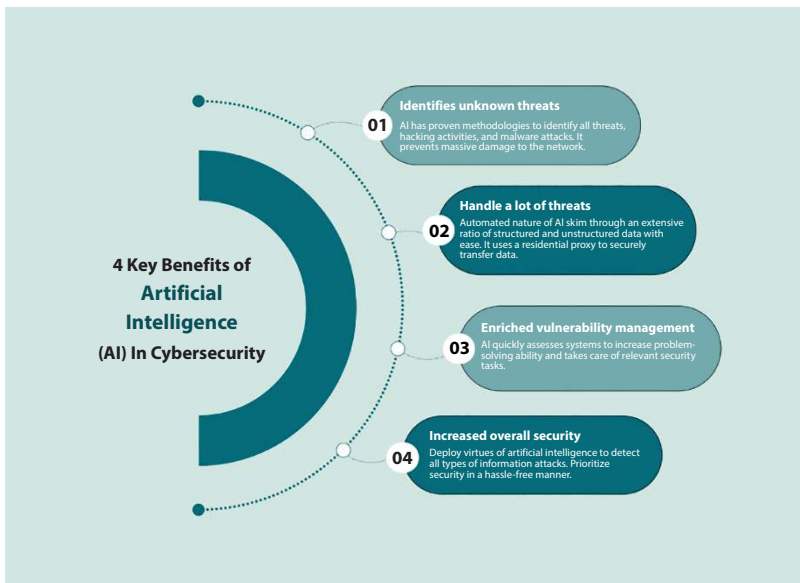 4 Key Benefits of
Artificial
Intelligence
(AI) In Cybersecurity
01
Identifies unknown threats
AI has proven methodologies to identify all threats,
hacking activities, and malware attacks. It
prevents massive damage to the network.
02
Handle a lot of threats
Automated nature of AI skim through an extensive
ratio of structured and unstructured data with
ease. It uses a residential proxy to securely
transfer data.
03
Enriched vulnerability management
AI quickly assesses systems to increase problem-
solving ability and takes care of relevant security
tasks.
04
Increased overall security
Deploy virtues of artificial intelligence to detect
all types of information attacks. Prioritize
security in a hassle-free manner.